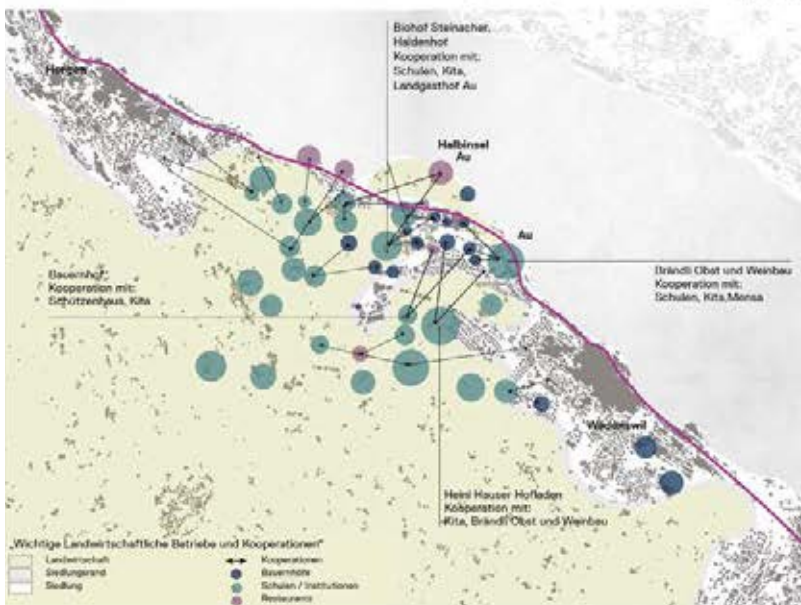 Biohof Steinacher,
Haldenhof
Kooperation mit:
Schulen, Kita,
Landgasthof Au
Horgen
Halbinsel
Au
Au
Bauernhof,
Kooperation mit:
Schützenhaus, Kita
Brändli Obst und Weinbau
Kooperation mit:
Schulen, Kita, Mensa
Wädenswil
Heini Hauser Hofladen
Kooperation mit:
Kita, Brändli Obst und Weinbau
„Wichtige Landwirtschaftliche Betriebe und Kooperationen"
Landwirtschaft
Siedlungsrand
Siedlung
Kooperationen
Bauernhöfe
Schulen / Institutionen
Restaurants